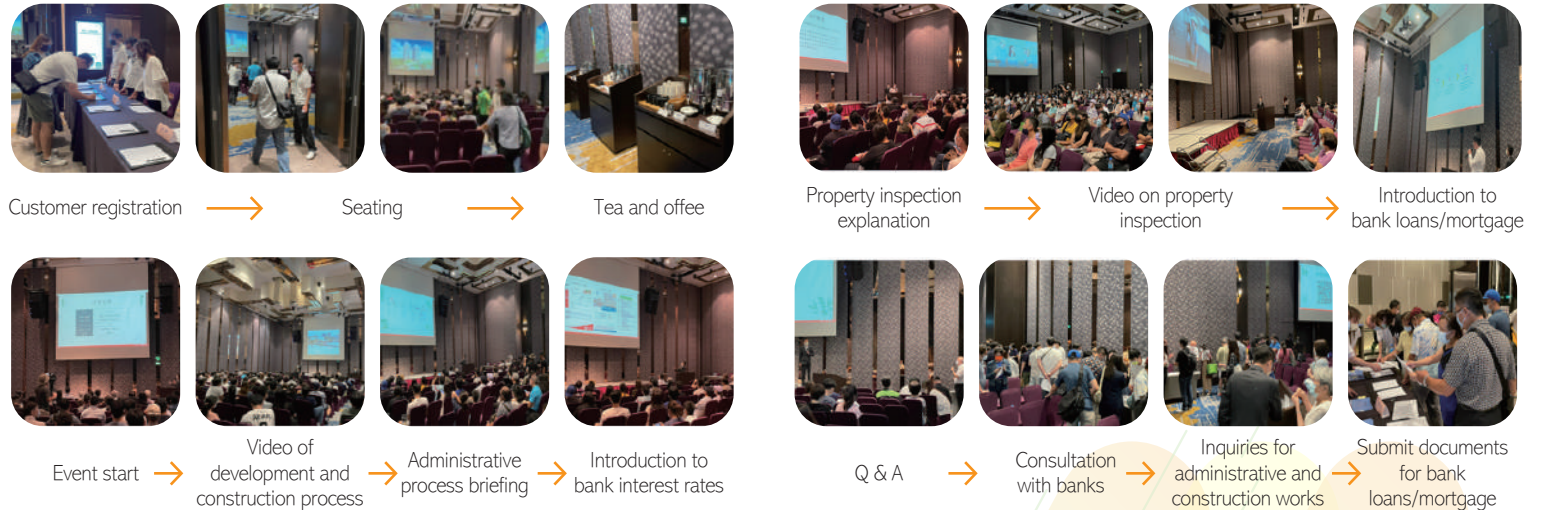 Customer registration
Seating
Tea and offee
Event start
Video of
development and
construction process
Administrative
process briefing
Introduction to
bank interest rates
Property inspection
explanation
Video on property
inspection
Introduction to
bank loans/mortgage
Q & A
Consultation
with banks
Inquiries for
administrative and
construction works
Submit documents
for bank
loans/mortgage